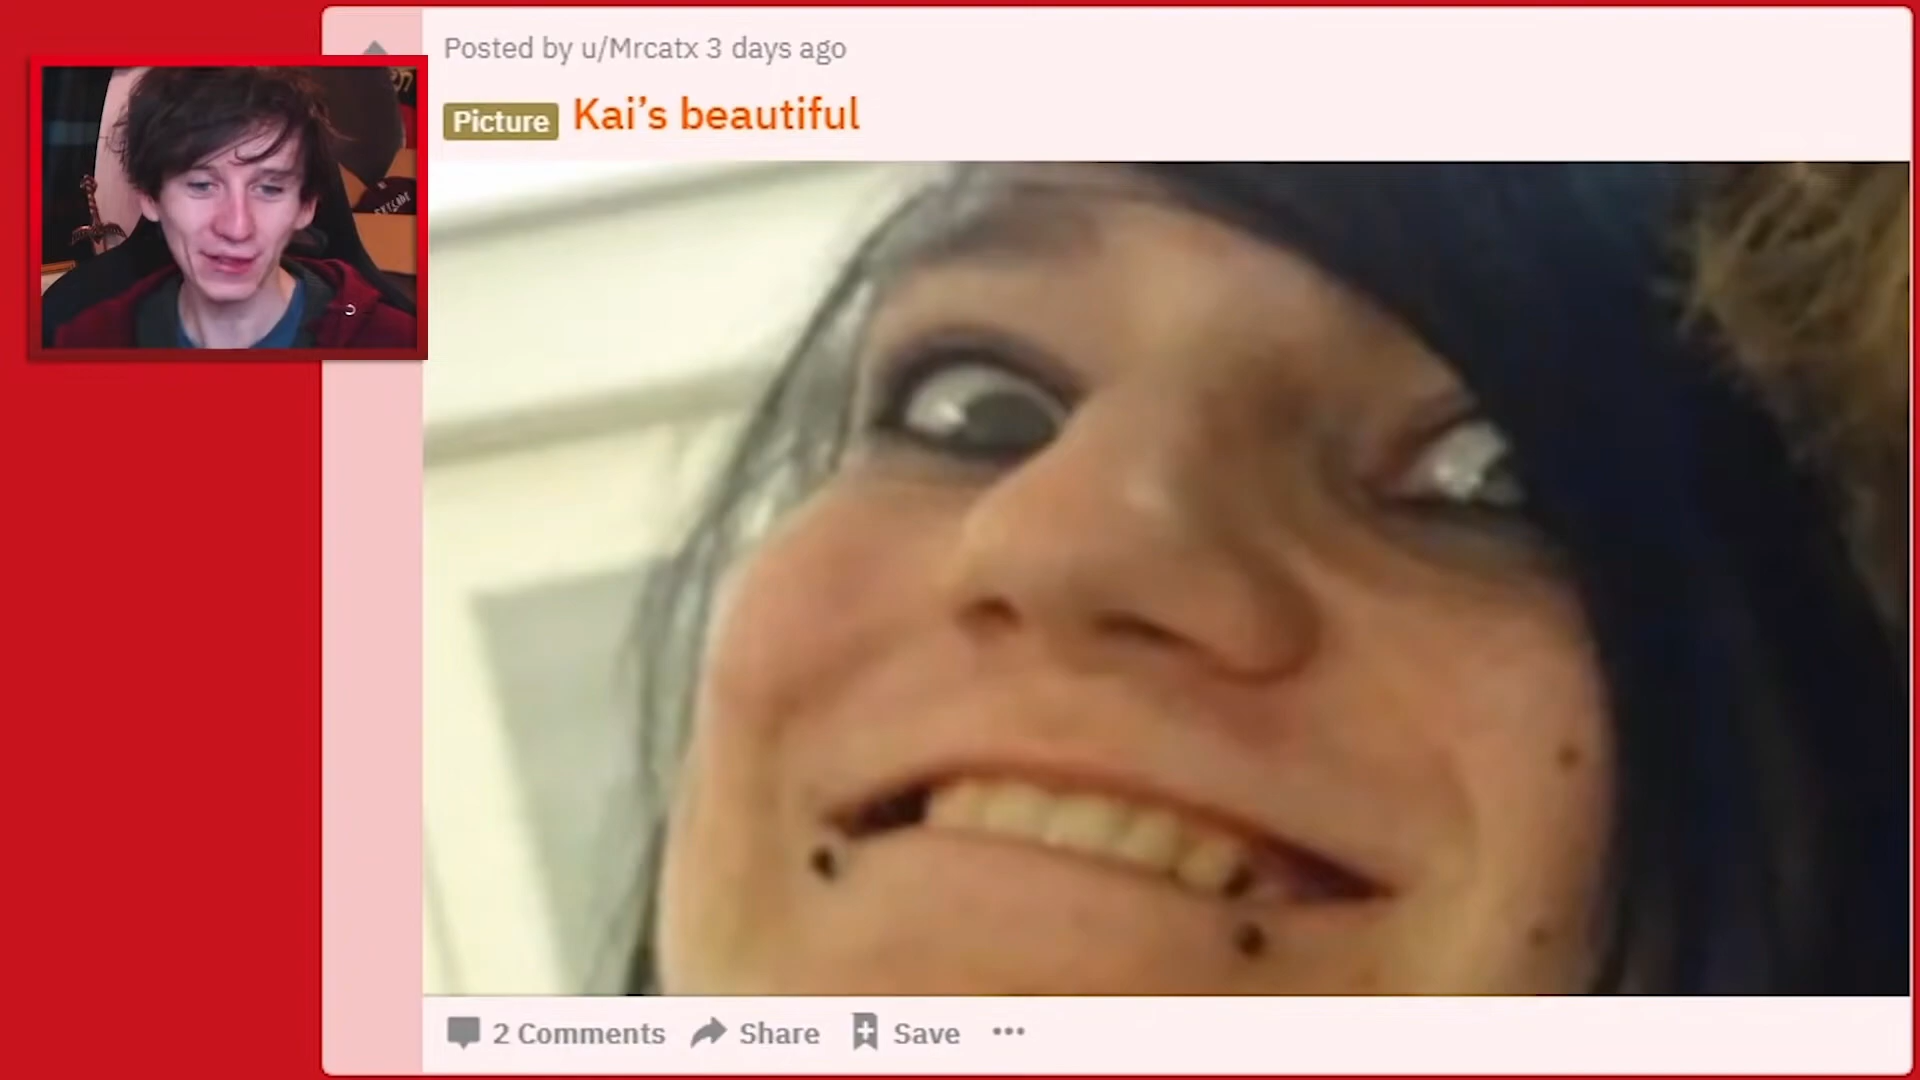 Posted by u/Mrcatx 3 days ago
Picture Kai's beautiful
2 Comments Share Save